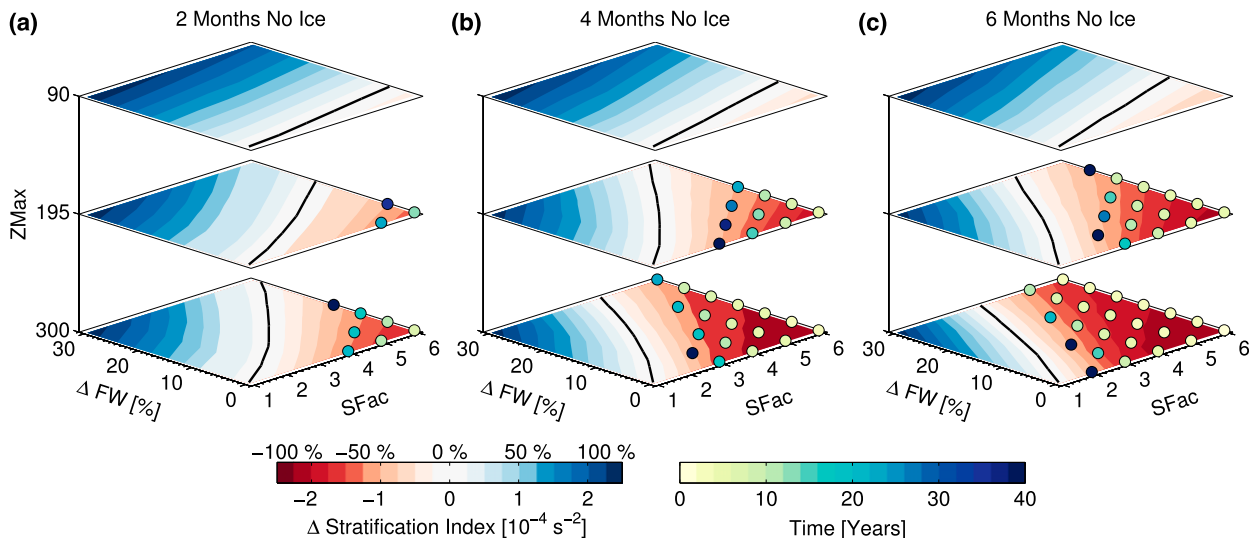 (a) 2 Months No Ice (b) 4 Months No Ice (c) 6 Months No Ice
90
ZMax
195
300
30 20 10 0 1 2 3 4 5 6 30 20 10 0 1 2 3 4 5 6 30 20 10 0 1 2 3 4 5 6
Δ FW [%] SFac Δ FW [%] SFac Δ FW [%] SFac
−100 % −50 % 0 % 50 % 100 %
−2 −1 0 1 2 0 10 20 30 40
Δ Stratification Index [10⁻⁴ s⁻²] Time [Years]